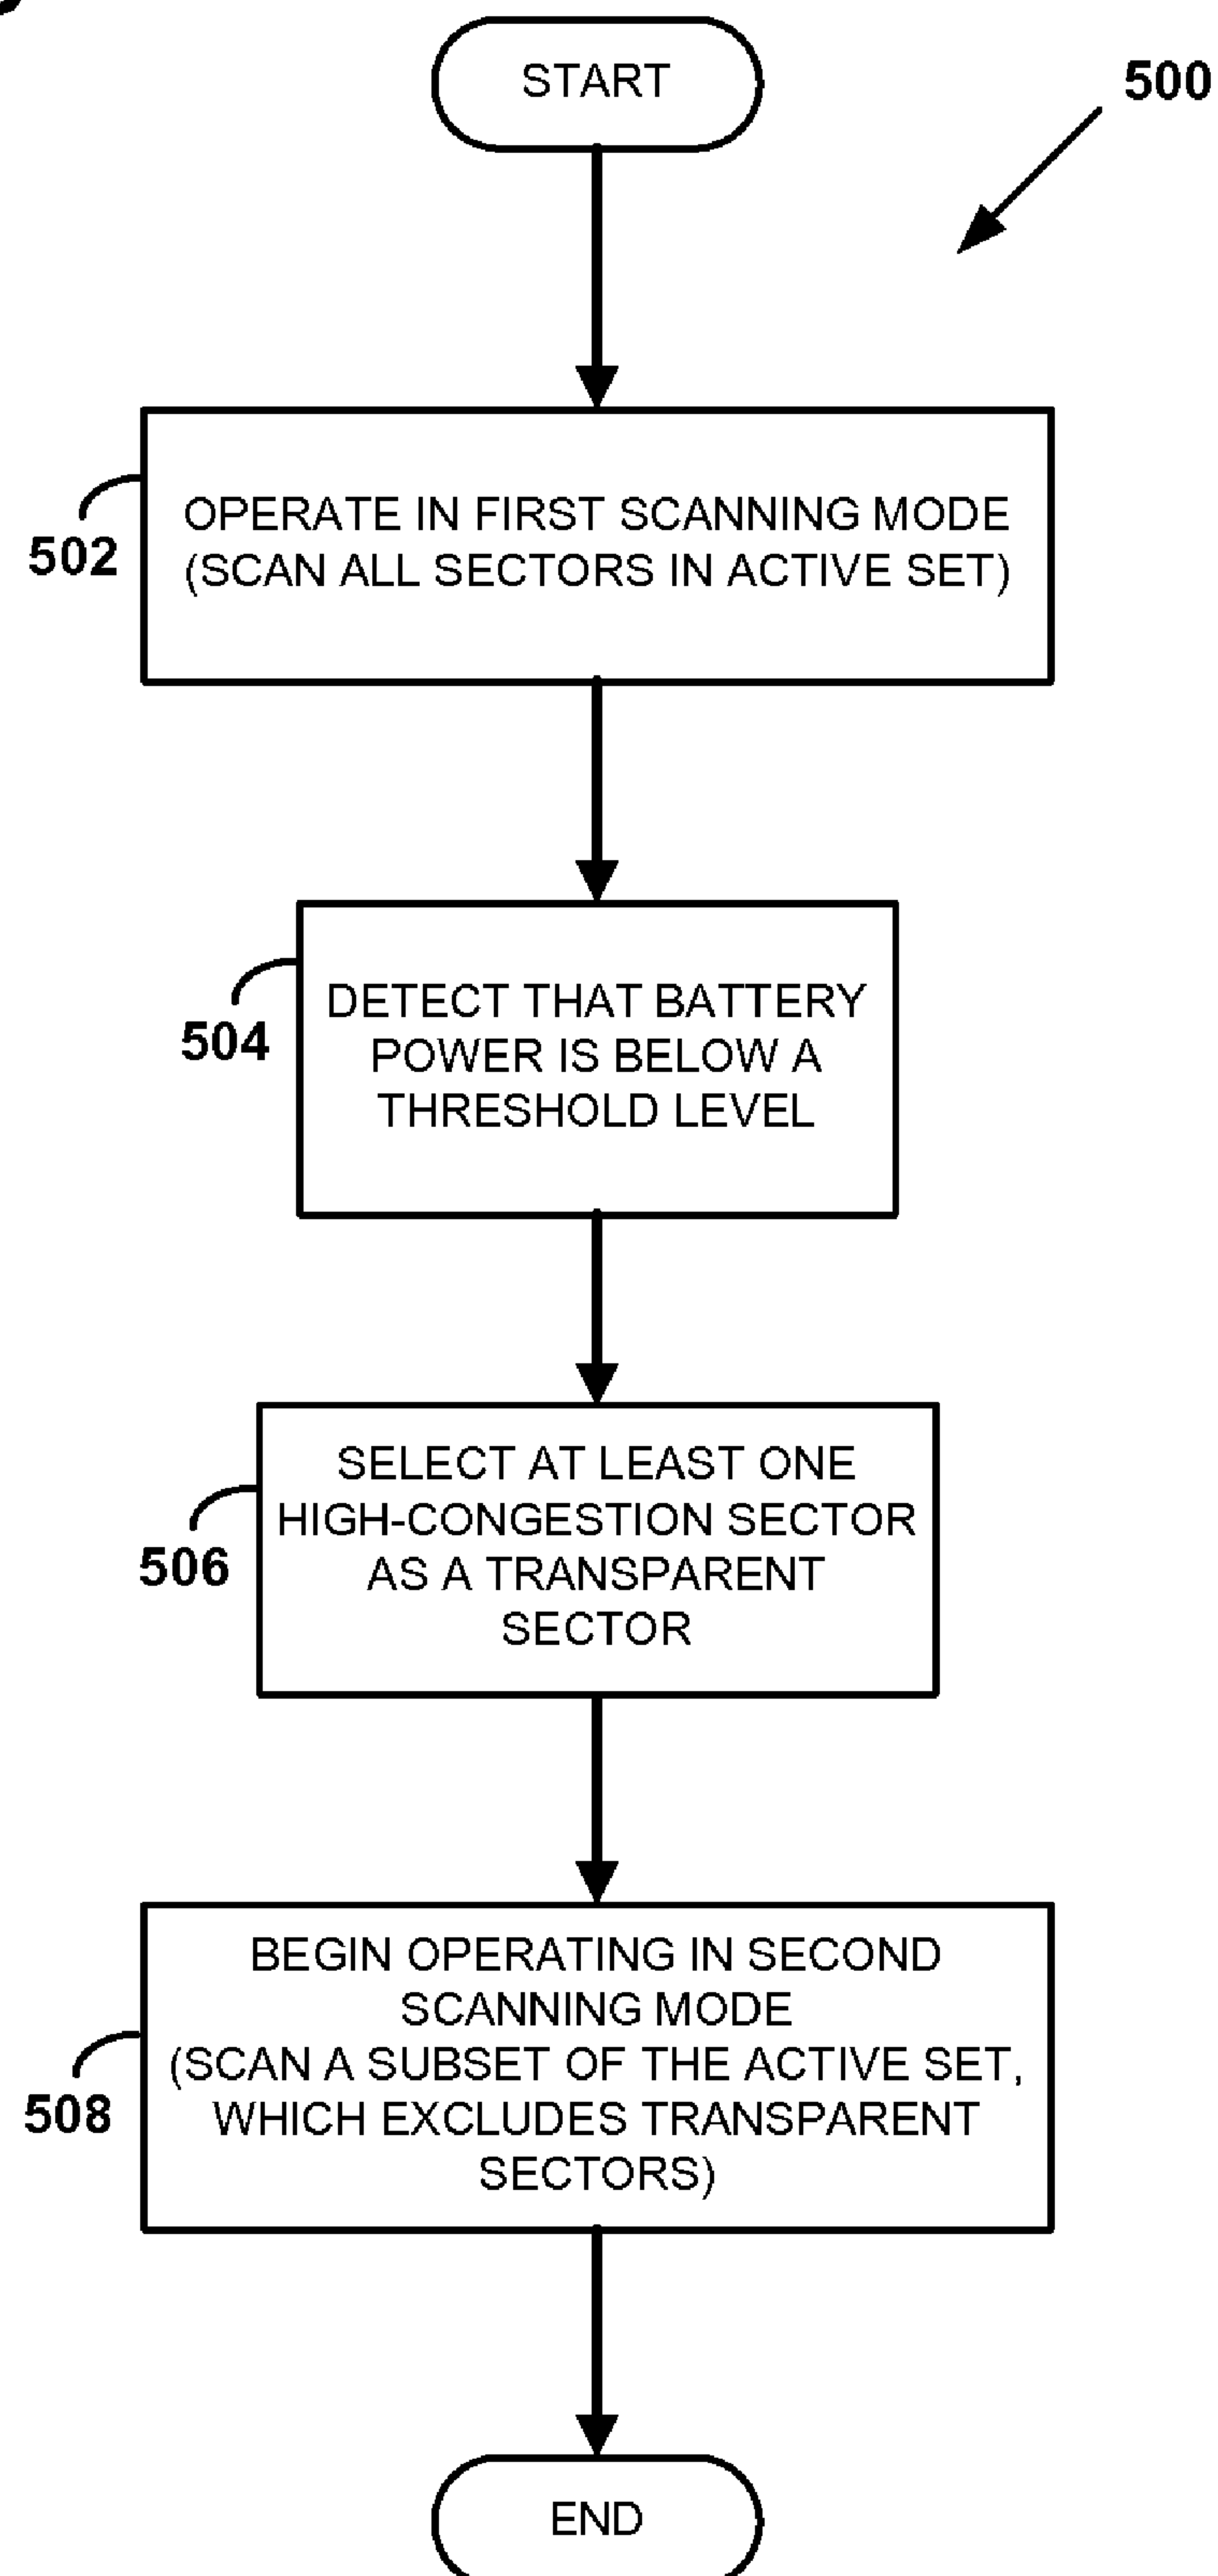 START
500
OPERATE IN FIRST SCANNING MODE
(SCAN ALL SECTORS IN ACTIVE SET)
502
DETECT THAT BATTERY
POWER IS BELOW A
THRESHOLD LEVEL
504
SELECT AT LEAST ONE
HIGH-CONGESTION SECTOR
AS A TRANSPARENT
SECTOR
506
BEGIN OPERATING IN SECOND
SCANNING MODE
(SCAN A SUBSET OF THE ACTIVE SET,
WHICH EXCLUDES TRANSPARENT
SECTORS)
508
END